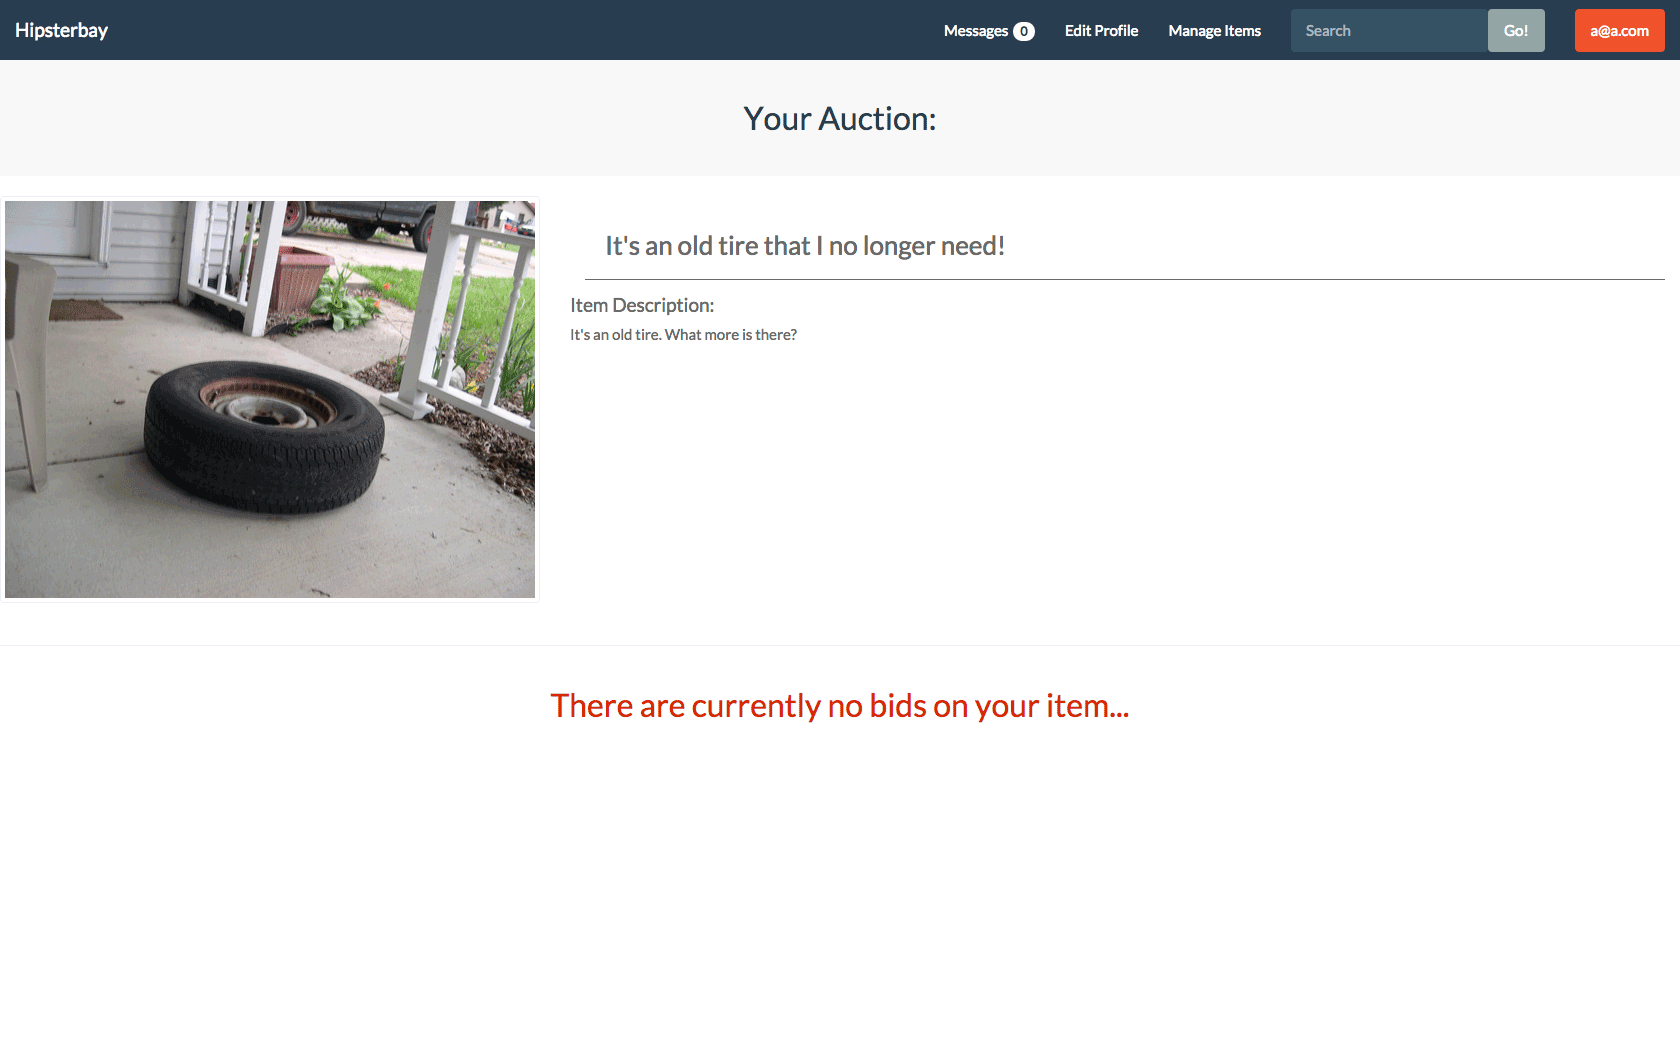 Hipsterbay
Messages 0
Edit Profile
Manage Items
Search
Go!
a@a.com
Your Auction:
It's an old tire that I no longer need!
Item Description:
It's an old tire. What more is there?
There are currently no bids on your item...